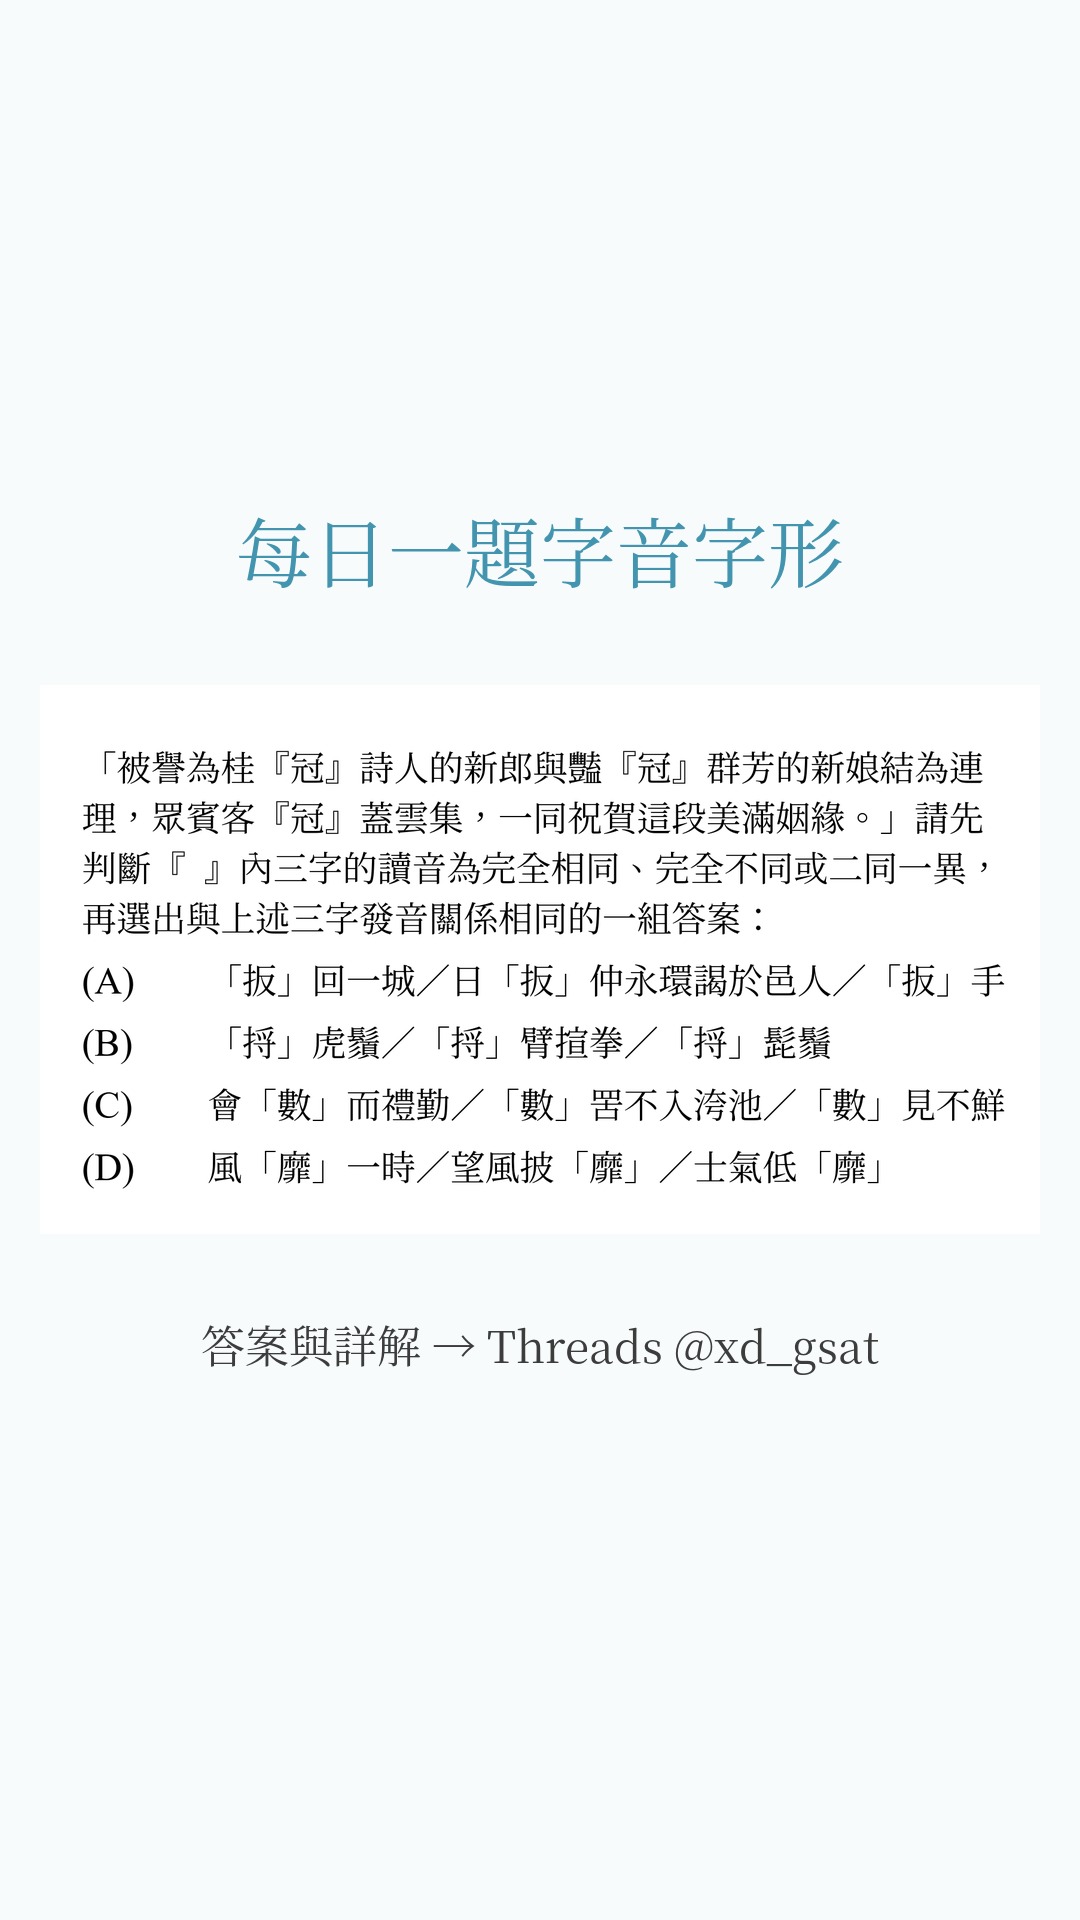 每日一題字音字形
「被譽為桂『冠』詩人的新郎與豔『冠』群芳的新娘結為連
理，眾賓客『冠』蓋雲集，一同祝賀這段美滿姻緣。」請先
判斷『 』內三字的讀音為完全相同、完全不同或二同一異，
再選出與上述三字發音關係相同的一組答案：
(A) 「扳」回一城／日「扳」仲永環謁於邑人／「扳」手
(B) 「捋」虎鬚／「捋」臂揎拳／「捋」髭鬚
(C) 會「數」而禮勤／「數」罟不入洿池／「數」見不鮮
(D) 風「靡」一時／望風披「靡」／士氣低「靡」
答案與詳解 → Threads @xd_gsat